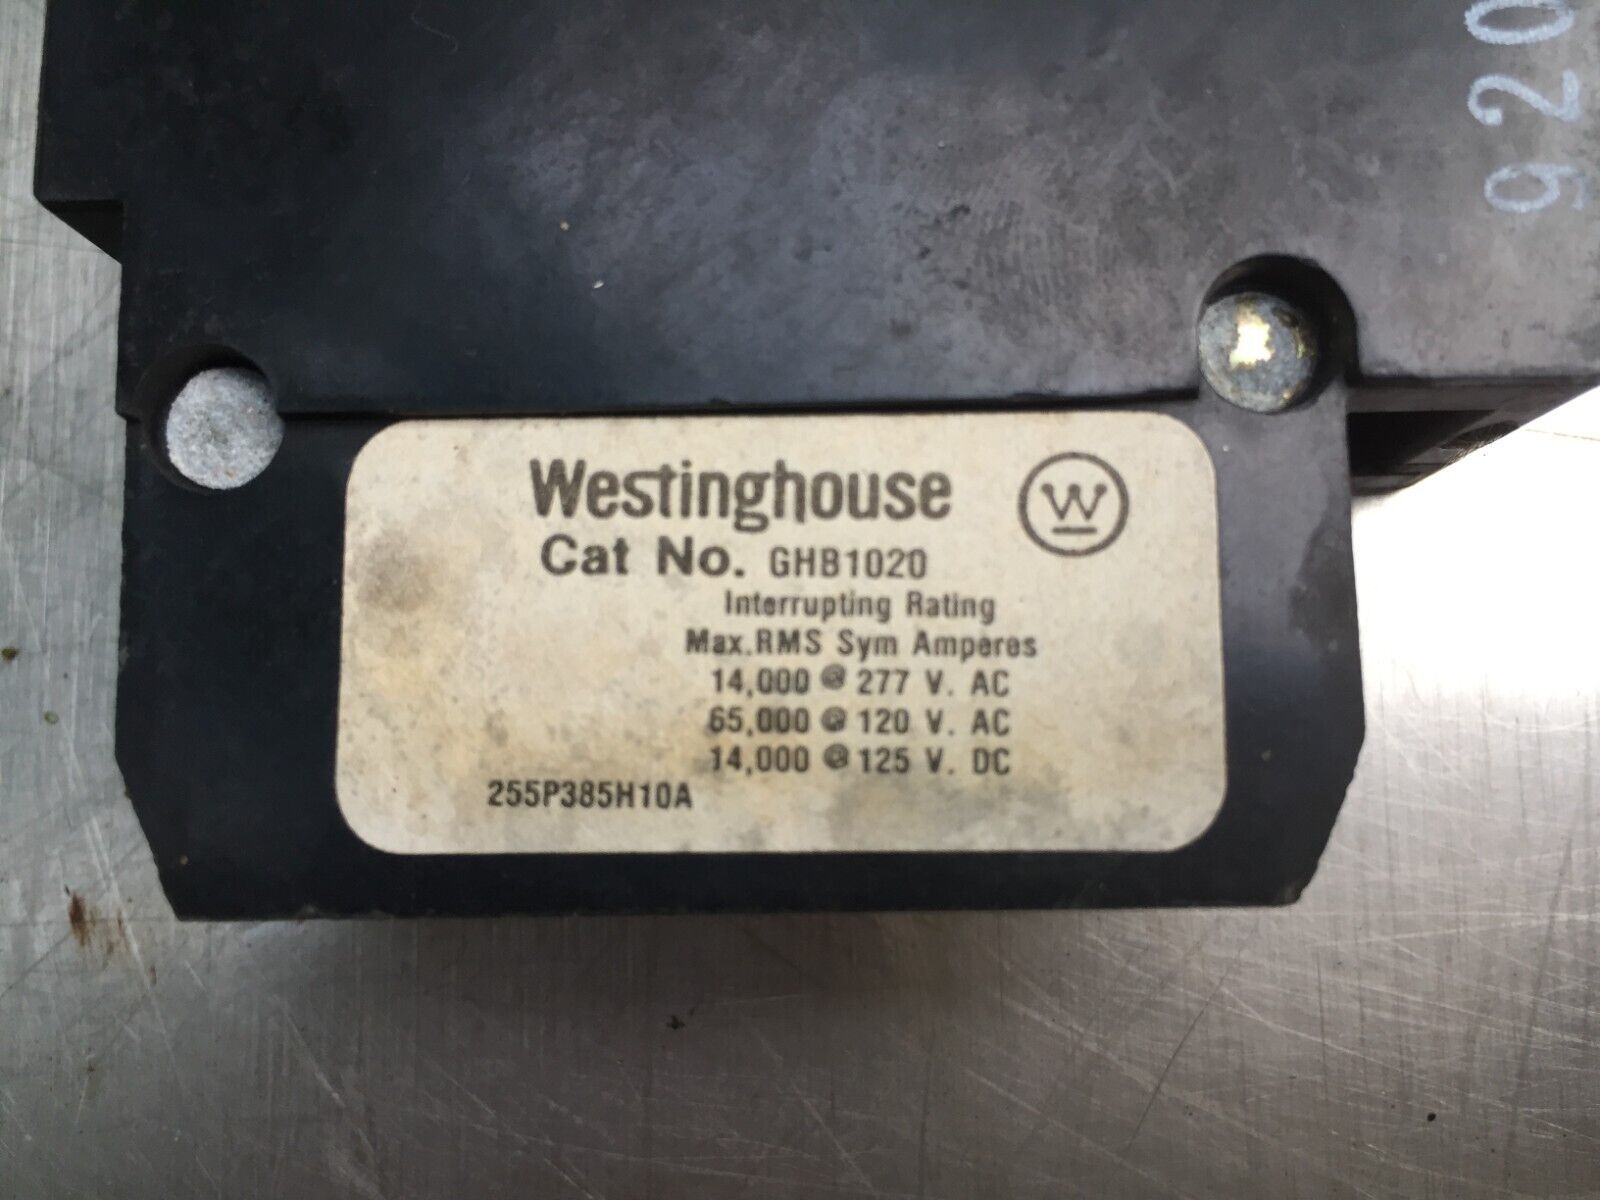 920
Westinghouse W
Cat No. GHB1020
Interrupting Rating
Max.RMS Sym Amperes
14,000 @ 277 V. AC
65,000 @ 120 V. AC
14,000 @ 125 V. DC
255P385H10A